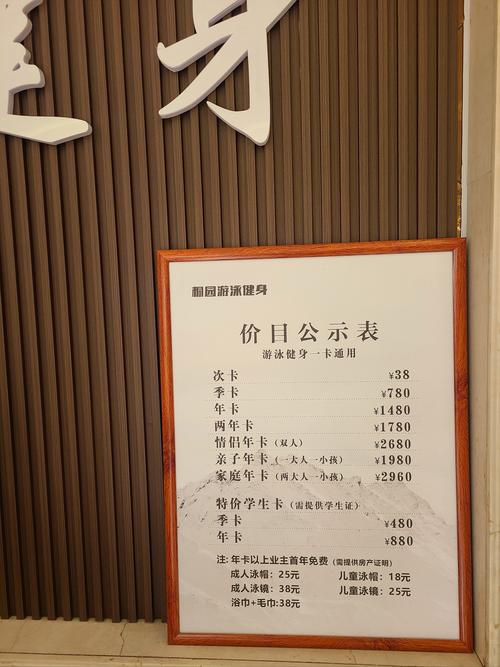 健身
桐园游泳健身
价目公示表
游泳健身一卡通用
次卡 ¥38
季卡 ¥780
年卡 ¥1480
两年卡 ¥1780
情侣年卡（双人） ¥2680
亲子年卡（一大人一小孩） ¥1980
家庭年卡（两大人一小孩） ¥2960
特价学生卡（需提供学生证）
季卡 ¥480
年卡 ¥880
注: 年卡以上业主首年免费（需提供房产证明）
成人泳帽：25元 儿童泳帽：18元
成人泳镜：38元 儿童泳镜：25元
浴巾+毛巾:38元